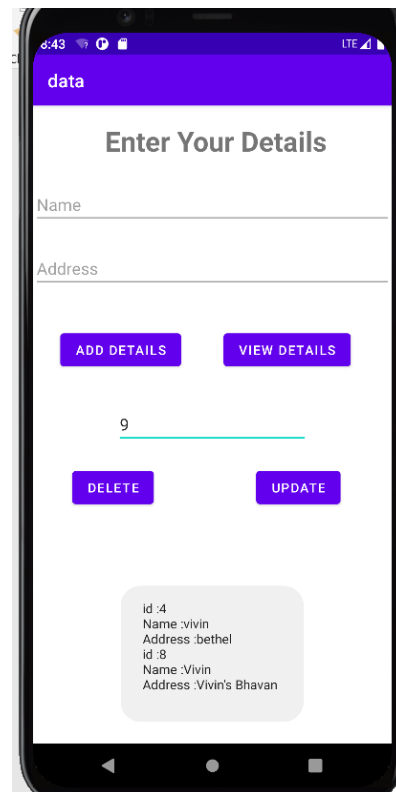 8:43 LTE
data
Enter Your Details
Name
Address
ADD DETAILS VIEW DETAILS
9
DELETE UPDATE
id :4
Name :vivin
Address :bethel
id :8
Name :Vivin
Address :Vivin's Bhavan